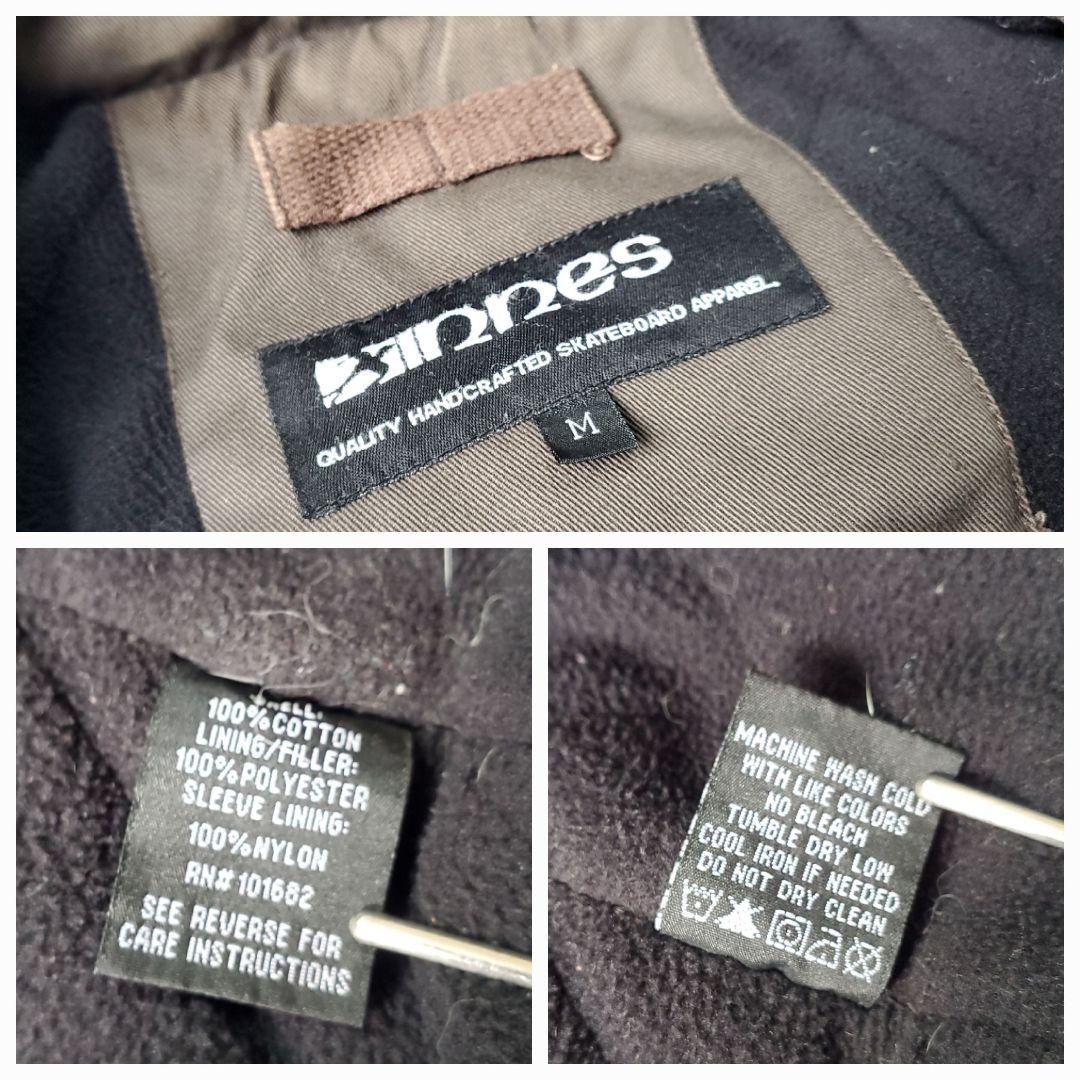 innes
QUALITY HANDCRAFTED SKATEBOARD APPAREL.
M
SHELL:
100% COTTON
LINING/FILLER:
100% POLYESTER
SLEEVE LINING:
100% NYLON
RN# 101682
SEE REVERSE FOR
CARE INSTRUCTIONS
MACHINE WASH COLD
WITH LIKE COLORS
NO BLEACH
TUMBLE DRY LOW
COOL IRON IF NEEDED
DO NOT DRY CLEAN